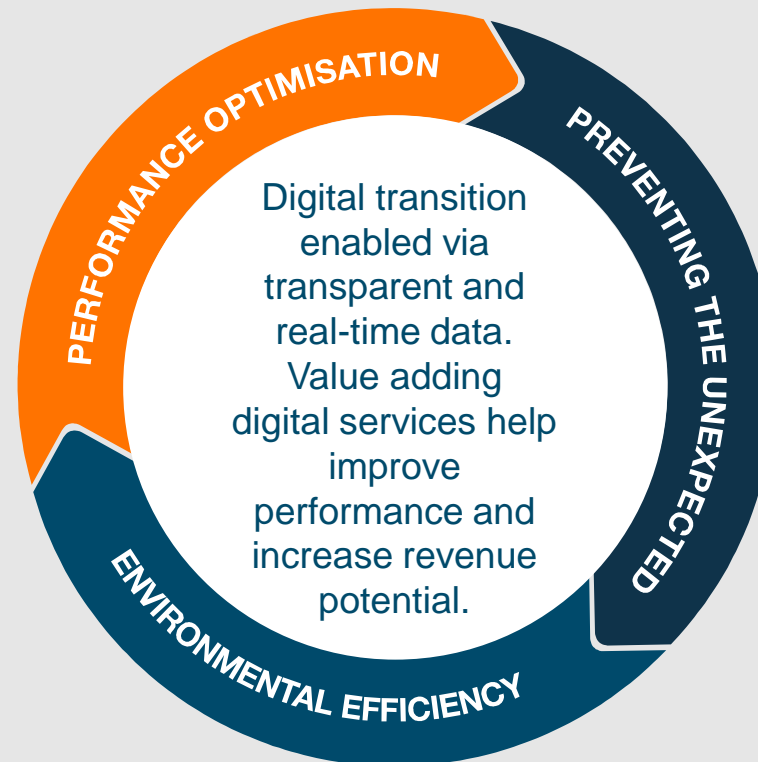 PERFORMANCE OPTIMISATION
PREVENTING THE UNEXPECTED
ENVIRONMENTAL EFFICIENCY
Digital transition
enabled via
transparent and
real-time data.
Value adding
digital services help
improve
performance and
increase revenue
potential.